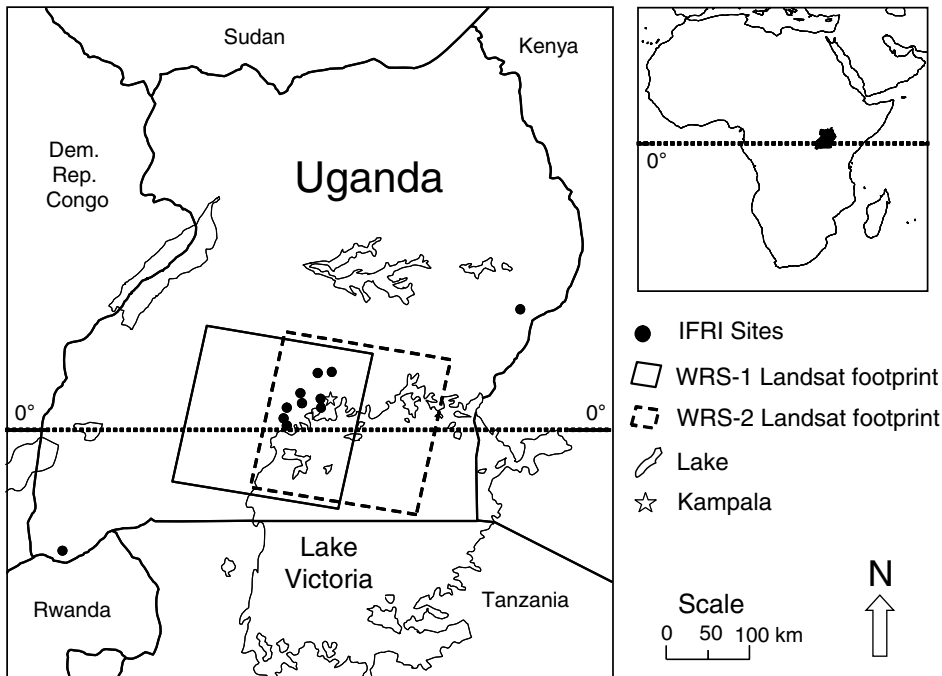 Sudan
Kenya
Dem.
Rep.
Congo
Uganda
0°
0°
Lake
Victoria
Rwanda
Tanzania
0°
IFRI Sites
WRS-1 Landsat footprint
WRS-2 Landsat footprint
Lake
Kampala
Scale
0 50 100 km
N